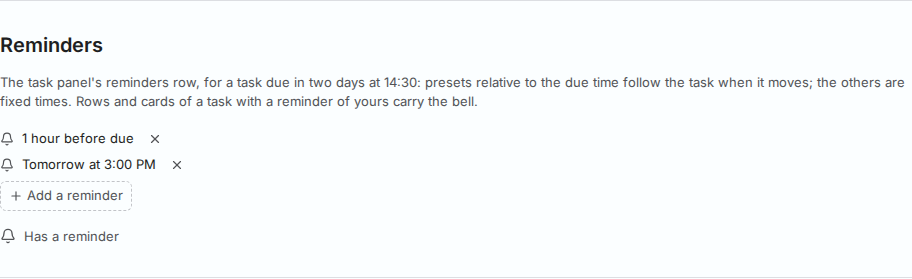 Reminders
The task panel's reminders row, for a task due in two days at 14:30: presets relative to the due time follow the task when it moves; the others are
fixed times. Rows and cards of a task with a reminder of yours carry the bell.
1 hour before due
Tomorrow at 3:00 PM
+ Add a reminder
Has a reminder